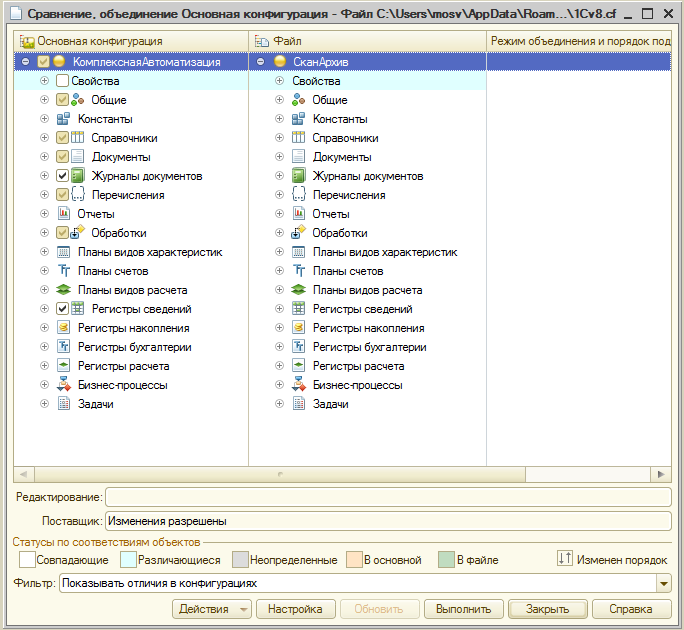 Сравнение, объединение Основная конфигурация - Файл C:\Users\mosv\AppData\Roam...\1Cv8.cf
Основная конфигурация Файл Режим объединения и порядок под
КомплекснаяАвтоматизация СканАрхив
Свойства Свойства
Общие Общие
Константы Константы
Справочники Справочники
Документы Документы
Журналы документов Журналы документов
Перечисления Перечисления
Отчеты Отчеты
Обработки Обработки
Планы видов характеристик Планы видов характеристик
Планы счетов Планы счетов
Планы видов расчета Планы видов расчета
Регистры сведений Регистры сведений
Регистры накопления Регистры накопления
Регистры бухгалтерии Регистры бухгалтерии
Регистры расчета Регистры расчета
Бизнес-процессы Бизнес-процессы
Задачи Задачи
Редактирование:
Поставщик: Изменения разрешены
Статусы по соответствиям объектов
Совпадающие Различающиеся Неопределенные В основной В файле Изменен порядок
Фильтр: Показывать отличия в конфигурациях
Действия Настройка Обновить Выполнить Закрыть Справка